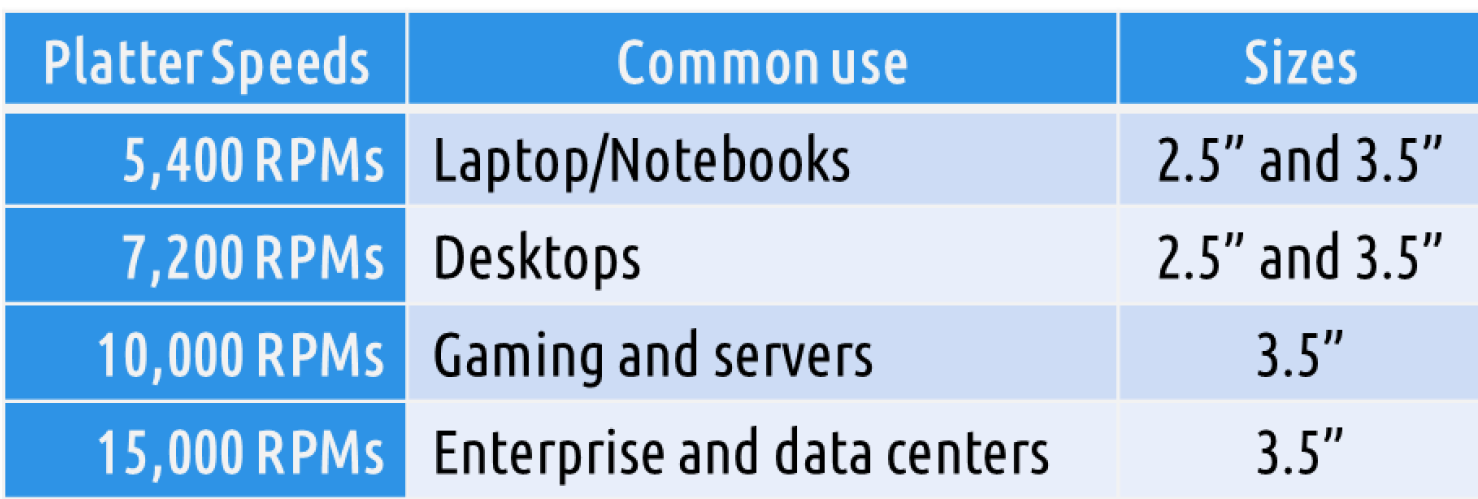 Platter Speeds Common use Sizes
5,400 RPMs Laptop/Notebooks 2.5” and 3.5”
7,200 RPMs Desktops 2.5” and 3.5”
10,000 RPMs Gaming and servers 3.5”
15,000 RPMs Enterprise and data centers 3.5”